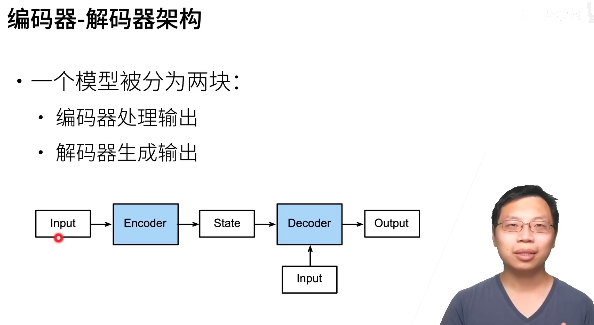 编码器-解码器架构
• 一个模型被分为两块：
• 编码器处理输出
• 解码器生成输出
Input Encoder State Decoder Output
Input